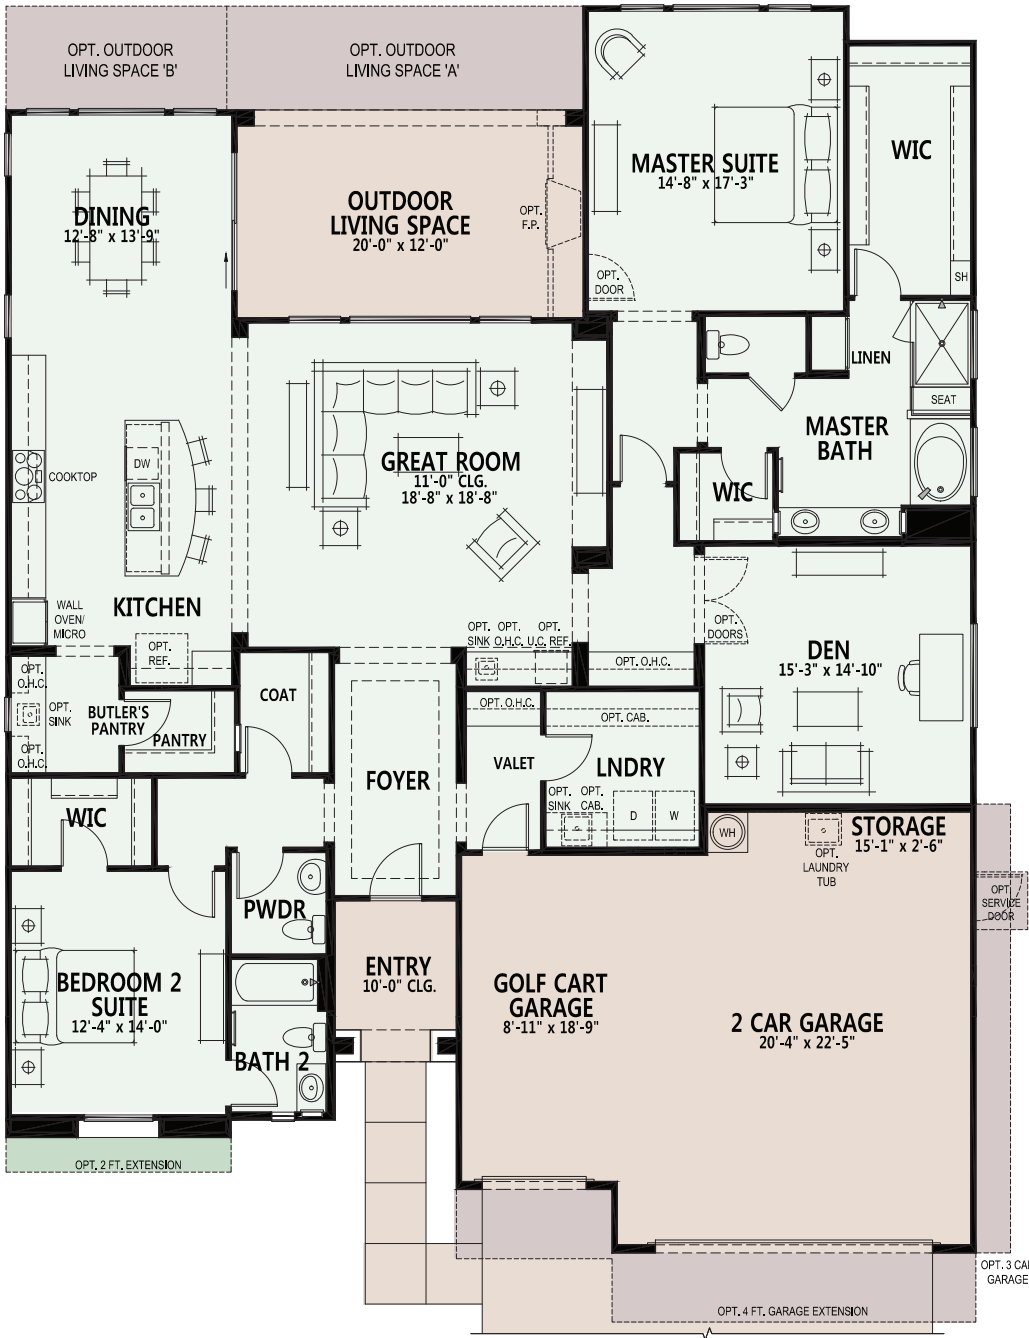 OPT. OUTDOOR
LIVING SPACE 'B'
OPT. OUTDOOR
LIVING SPACE 'A'
DINING
12'-8" x 13'-9"
OUTDOOR
LIVING SPACE
20'-0" x 12'-0"
OPT.
F.P.
MASTER SUITE
14'-8" x 17'-3"
OPT.
DOOR
WIC
SH
LINEN
SEAT
MASTER
BATH
WIC
COOKTOP
DW
GREAT ROOM
11'-0" CLG.
18'-8" x 18'-8"
KITCHEN
WALL
OVEN/
MICRO
OPT.
REF.
OPT. OPT. OPT.
SINK O.H.C. U.C. REF.
OPT. O.H.C.
OPT.
DOORS
DEN
15'-3" x 14'-10"
OPT.
O.H.C.
OPT.
SINK
OPT.
O.H.C.
BUTLER'S
PANTRY
PANTRY
COAT
FOYER
OPT. O.H.C.
VALET
OPT. CAB.
LNDRY
OPT. OPT.
SINK CAB.
D
W
WIC
WH
OPT.
LAUNDRY
TUB
STORAGE
15'-1" x 2'-6"
OPT
SERVICE
DOOR
PWDR
BEDROOM 2
SUITE
12'-4" x 14'-0"
BATH 2
ENTRY
10'-0" CLG.
GOLF CART
GARAGE
8'-11" x 18'-9"
2 CAR GARAGE
20'-4" x 22'-5"
OPT. 2 FT. EXTENSION
OPT. 3 CA
GARAGE
OPT. 4 FT. GARAGE EXTENSION